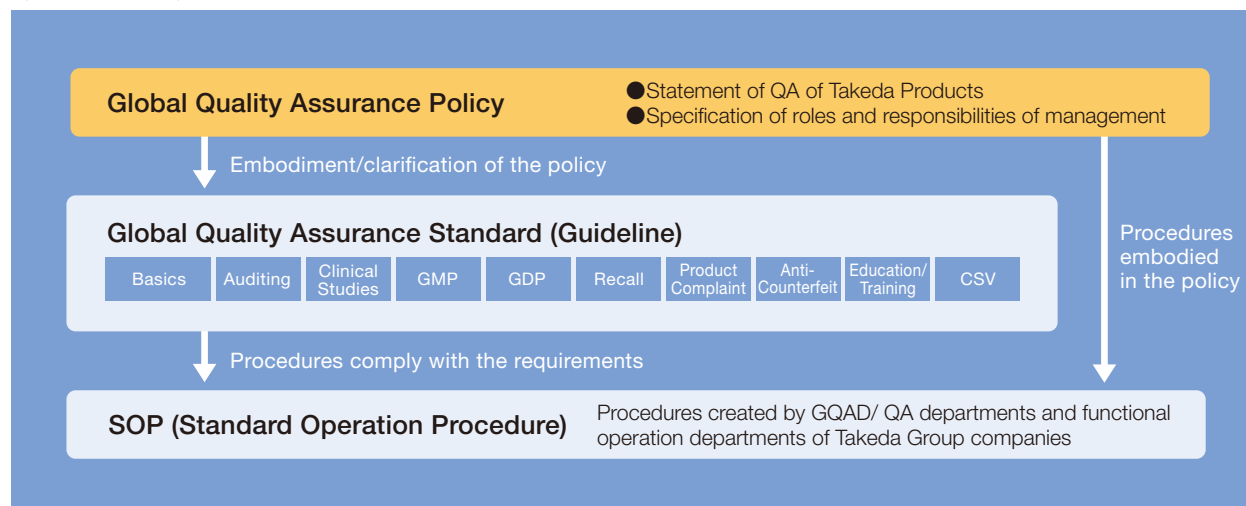 Global Quality Assurance Policy
●Statement of QA of Takeda Products
●Specification of roles and responsibilities of management
Embodiment/clarification of the policy
Global Quality Assurance Standard (Guideline)
Basics
Auditing
Clinical
Studies
GMP
GDP
Recall
Product
Complaint
Anti-
Counterfeit
Education/
Training
CSV
Procedures
embodied
in the policy
Procedures comply with the requirements
SOP (Standard Operation Procedure)
Procedures created by GQAD/ QA departments and functional
operation departments of Takeda Group companies